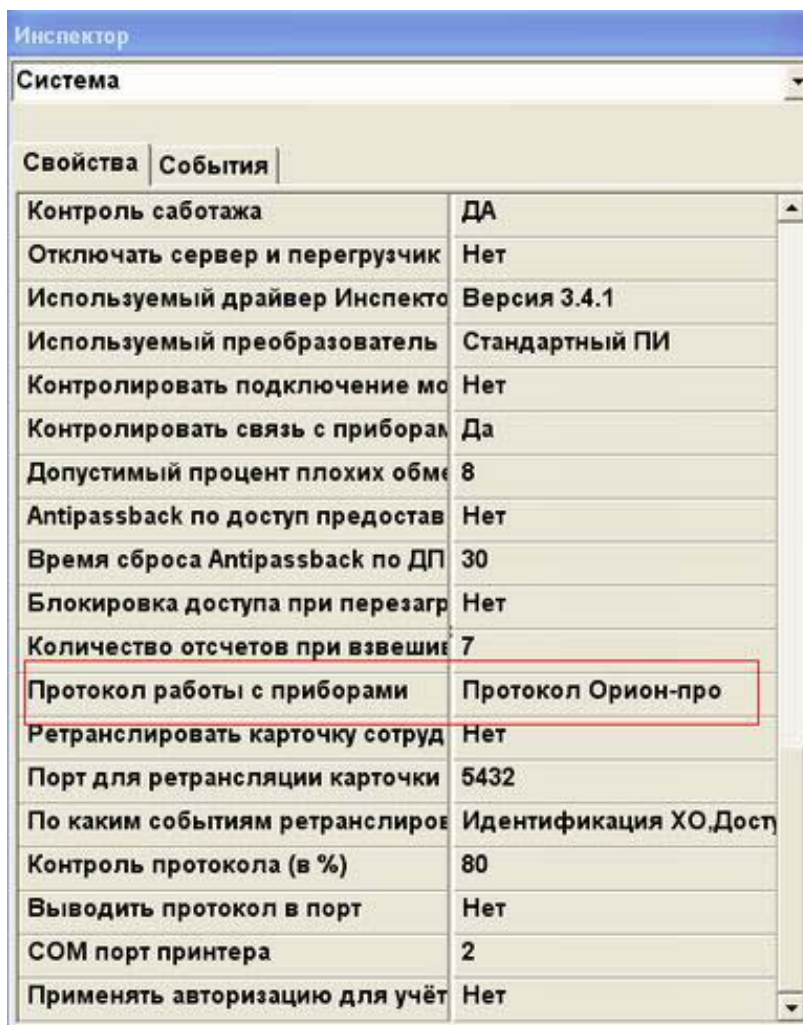 Инспектор
Система
Свойства События
Контроль саботажа ДА
Отключать сервер и перегрузчик Нет
Используемый драйвер Инспекто Версия 3.4.1
Используемый преобразователь Стандартный ПИ
Контролировать подключение мо Нет
Контролировать связь с приборам Да
Допустимый процент плохих обме 8
Antipassback по доступ предостав Нет
Время сброса Antipassback по ДП 30
Блокировка доступа при перезагр Нет
Количество отсчетов при взвешив 7
Протокол работы с приборами Протокол Орион-про
Ретранслировать карточку сотруд Нет
Порт для ретрансляции карточки 5432
По каким событиям ретранслиров Идентификация ХО,Досту
Контроль протокола (в %) 80
Выводить протокол в порт Нет
COM порт принтера 2
Применять авторизацию для учёт Нет